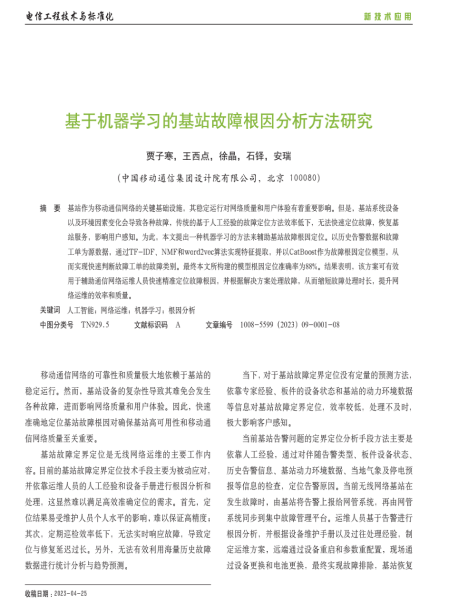 电信工程技术与标准化
新技术应用
基于机器学习的基站故障根因分析方法研究
贾子寒，王西点，徐晶，石铎，安瑞
（中国移动通信集团设计院有限公司，北京 100080）
摘 要 基站作为移动通信网络的关键基础设施，其稳定运行对网络质量和用户体验有着重要影响。但是，基站系统设备
以及环境因素变化会导致各种故障，传统的基于人工经验的故障定位方法效率低下，无法快速定位故障，恢复基
站服务，影响用户感知。为此，本文提出一种机器学习的方法来辅助基站故障根因定位。以历史告警数据和故障
工单为源数据，通过TF-IDF、NMF和word2vec算法实现特征提取，并以CatBoost作为故障根因定位模型，从
而实现快速判断故障工单的故障类别。最终本文所构建的模型根因定位准确率为88%。结果表明，该方案可有效
用于辅助通信网络运维人员快速精准定位故障根因，并根据解决方案处理故障，从而缩短故障处理时长，提升网
络运维的效率和质量。
关键词 人工智能；网络运维；机器学习；根因分析
中图分类号 TN929.5 文献标识码 A 文章编号 1008-5599（2023）09-0001-08
移动通信网络的可靠性和质量极大地依赖于基站的
稳定运行。然而，基站设备的复杂性导致其难免会发生
各种故障，进而影响网络质量和用户体验。因此，快速
准确地定位基站故障根因对确保基站高可用性和移动通
信网络质量至关重要。
基站故障定界定位是无线网络运维的主要工作内
容。目前的基站故障定界定位技术手段主要为被动应对，
并依靠运维人员的人工经验和设备手册进行根因分析和
处理，这显然难以满足高效准确定位的需求。首先，定
位结果易受维护人员个人水平的影响，难以保证高精度；
其次，定期巡检效率低下，无法实时响应故障，导致定
位与修复延迟过长。另外，无法有效利用海量历史故障
数据进行统计分析与趋势预测。
当下，对于基站故障定界定位没有定量的预测方法，
依靠专家经验、板件的设备状态和基站的动力环境数据
等信息对基站故障定界定位，效率较低，处理不及时，
极大影响客户感知。
当前基站告警问题的定界定位分析手段方法主要是
依靠人工经验，通过对伴随告警类型、板件设备状态、
历史告警信息、基站动力环境数据、当地气象及停电预
报等信息的检查，定位告警原因。当前无线网络基站在
发生故障时，由基站将告警上报给网管系统，再由网管
系统同步到集中故障管理平台。运维人员基于告警进行
根因分析，并根据设备维护手册以及过往处理经验，制
定运维方案，远端通过设备重启和参数重配置，现场通
过设备更换和电池更换，最终实现故障排除，基站恢复
收稿日期：2023-04-25